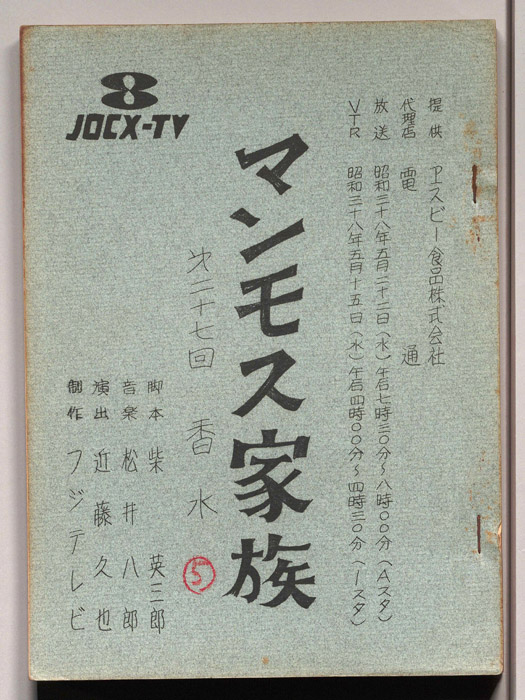 8
JOCX-TV
提供 エスビー食品株式会社
代理店 電通
放送 昭和三十八年五月二十二日(水)午后七時三〇分〜八時〇〇分(Aスタ)
VTR 昭和三十八年五月十五日(水)午后四時〇〇分〜四時三〇分(1スタ)
マンモス家族
第二十七回 香水
5
脚本 柴英三郎
音楽 松井八郎
演出 近藤久也
制作 フジテレビ